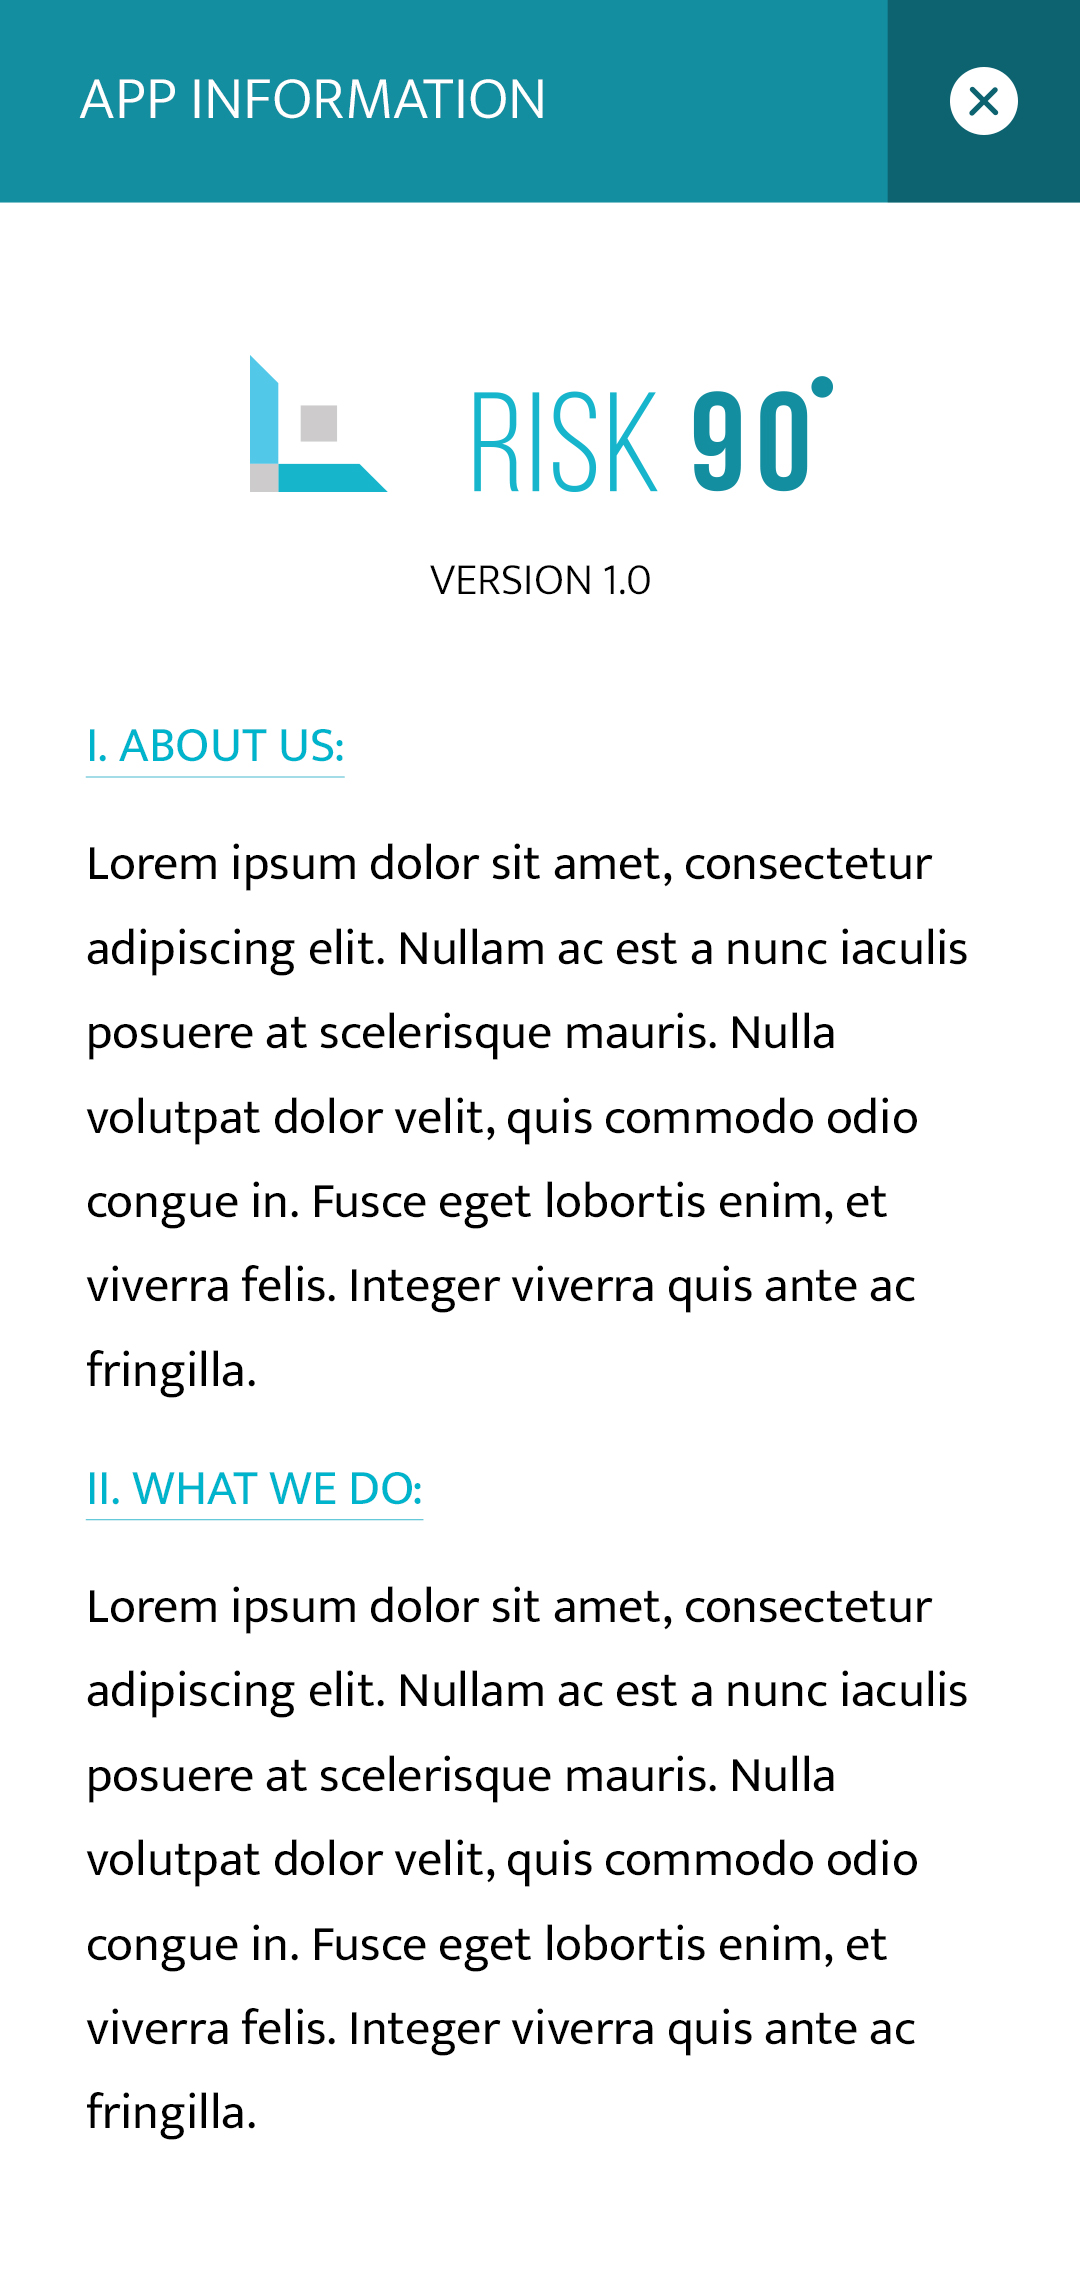 APP INFORMATION
RISK 90°
VERSION 1.0
I. ABOUT US:
Lorem ipsum dolor sit amet, consectetur
adipiscing elit. Nullam ac est a nunc iaculis
posuere at scelerisque mauris. Nulla
volutpat dolor velit, quis commodo odio
congue in. Fusce eget lobortis enim, et
viverra felis. Integer viverra quis ante ac
fringilla.
II. WHAT WE DO:
Lorem ipsum dolor sit amet, consectetur
adipiscing elit. Nullam ac est a nunc iaculis
posuere at scelerisque mauris. Nulla
volutpat dolor velit, quis commodo odio
congue in. Fusce eget lobortis enim, et
viverra felis. Integer viverra quis ante ac
fringilla.